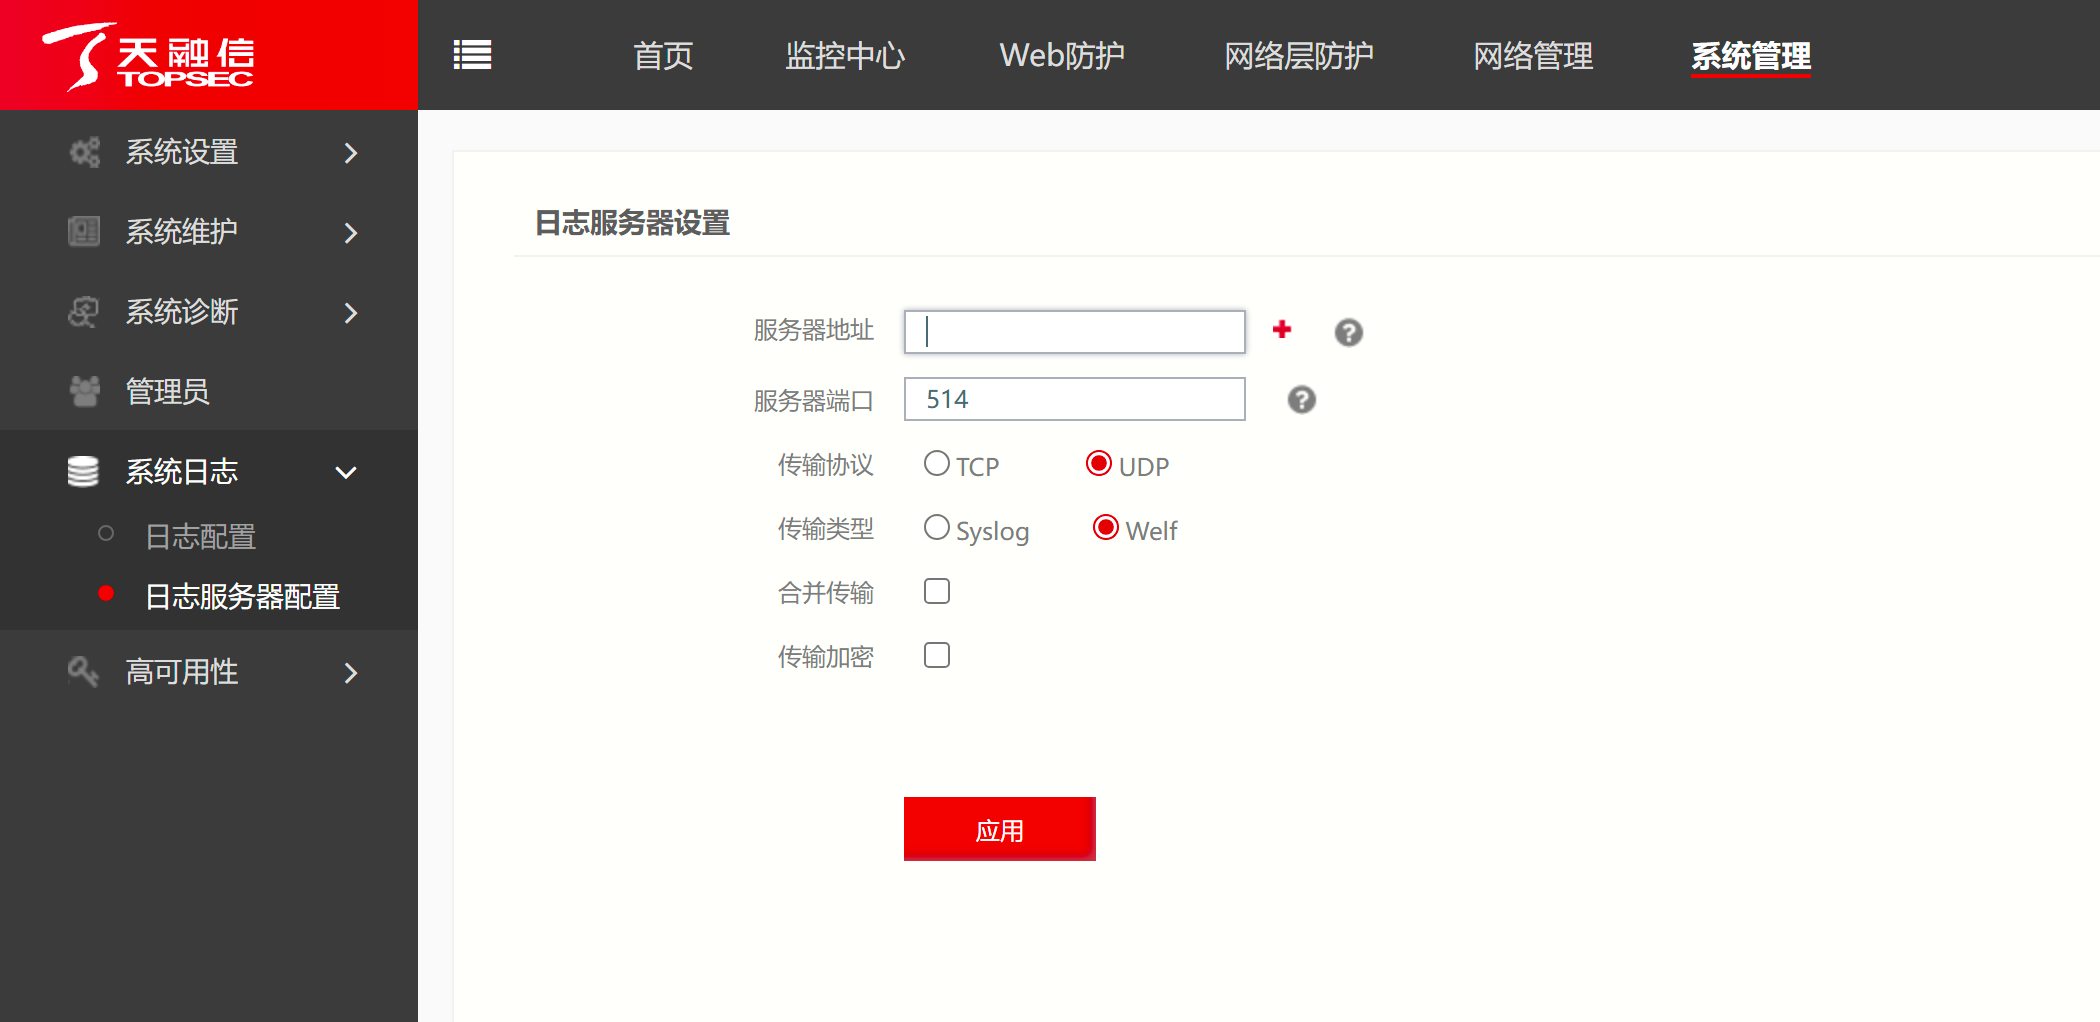 天融信
TOPSEC
首页 监控中心 Web防护 网络层防护 网络管理 系统管理
系统设置
系统维护
系统诊断
管理员
系统日志
日志配置
日志服务器配置
高可用性
日志服务器设置
服务器地址
服务器端口 514
传输协议 TCP UDP
传输类型 Syslog Welf
合并传输
传输加密
应用